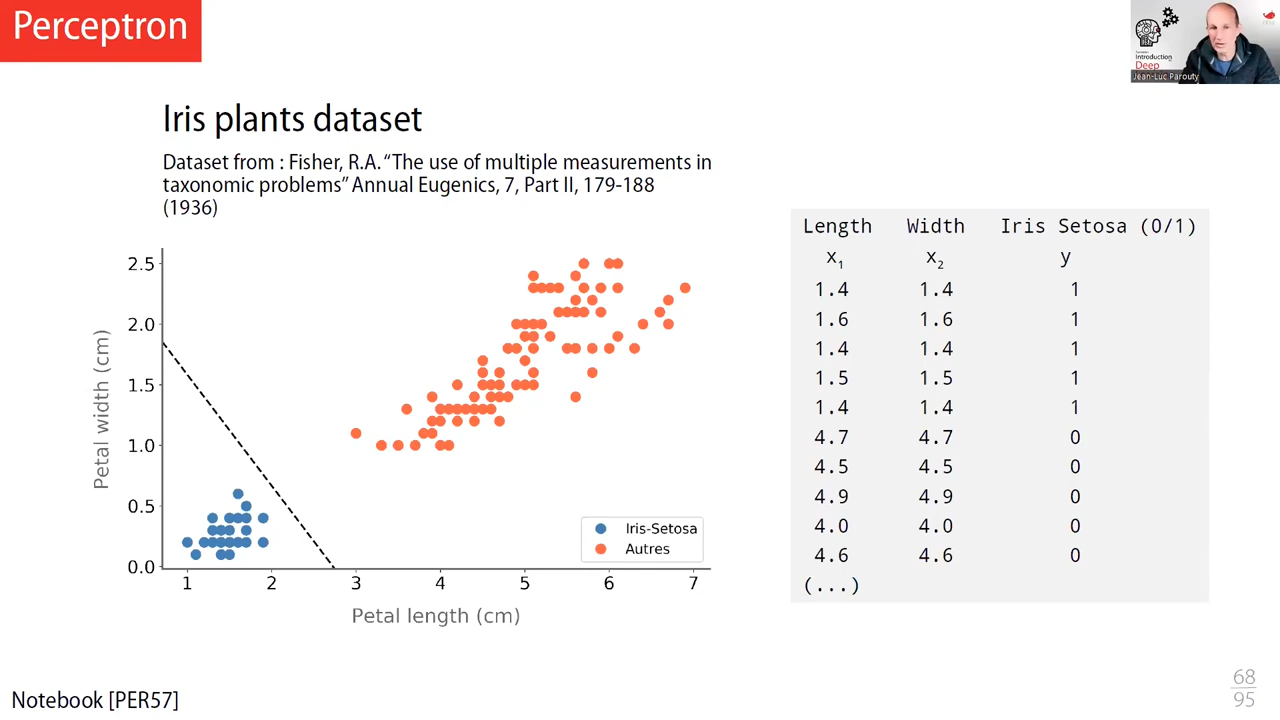 Perceptron
Introduction
Deep
Jean-Luc Parouty
Iris plants dataset
Dataset from : Fisher, R.A. “The use of multiple measurements in
taxonomic problems” Annual Eugenics, 7, Part II, 179-188
(1936)
Petal width (cm)
2.5
2.0
1.5
1.0
0.5
0.0
1 2 3 4 5 6 7
Petal length (cm)
Iris-Setosa
Autres
Length Width Iris Setosa (0/1)
x₁ x₂ y
1.4 1.4 1
1.6 1.6 1
1.4 1.4 1
1.5 1.5 1
1.4 1.4 1
4.7 4.7 0
4.5 4.5 0
4.9 4.9 0
4.0 4.0 0
4.6 4.6 0
(...)
Notebook [PER57]
68
95